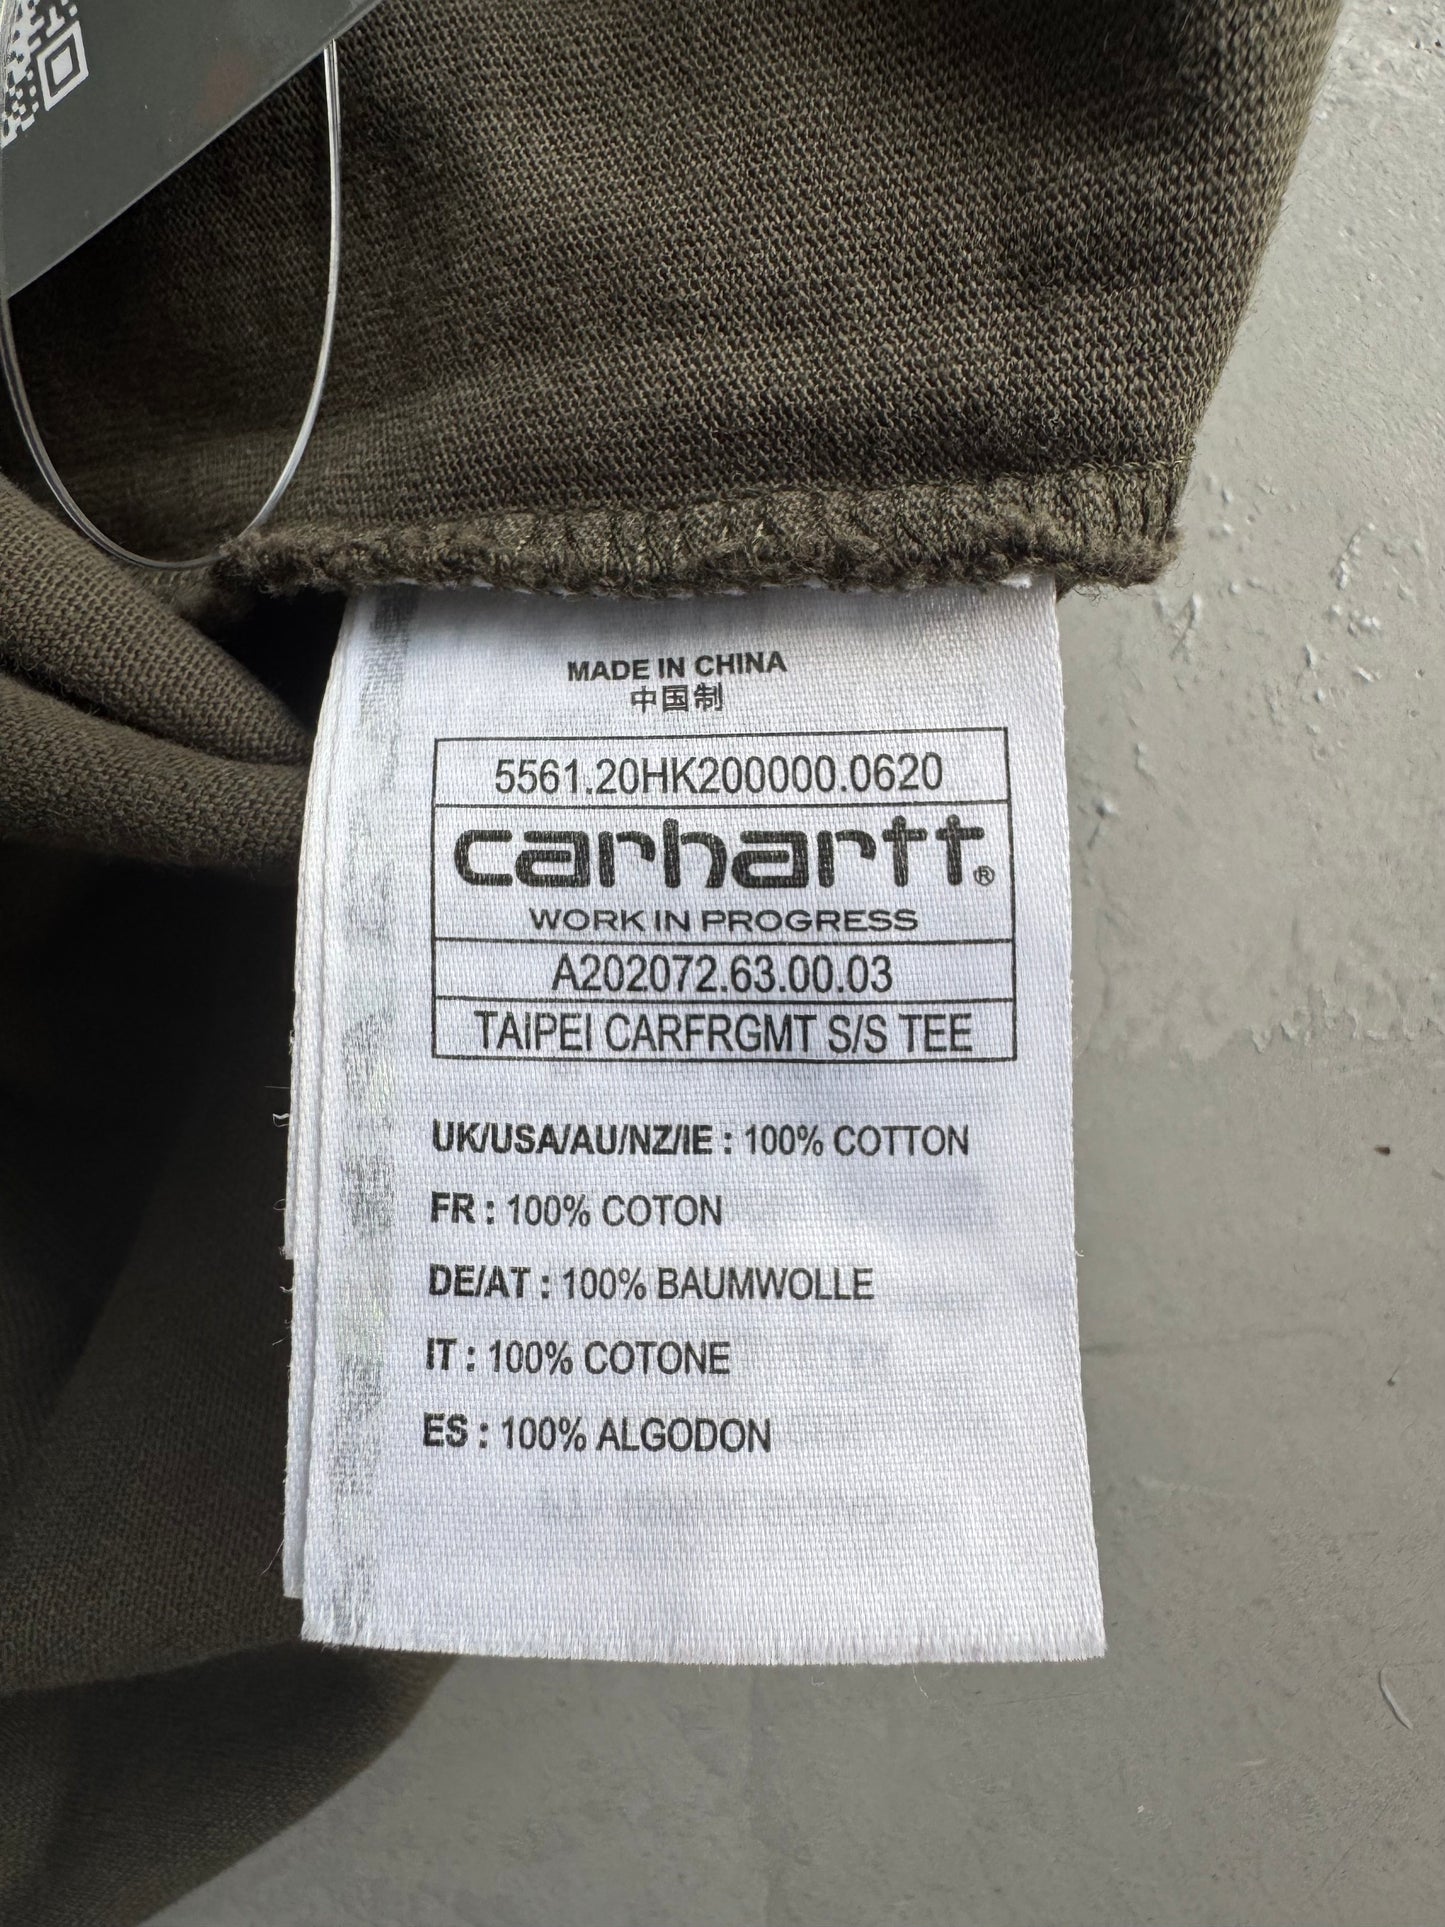 MADE IN CHINA
中国制
5561.20HK200000.0620
carhartt®
WORK IN PROGRESS
A202072.63.00.03
TAIPEI CARFRGMT S/S TEE
UK/USA/AU/NZ/IE : 100% COTTON
FR : 100% COTON
DE/AT : 100% BAUMWOLLE
IT : 100% COTONE
ES : 100% ALGODON